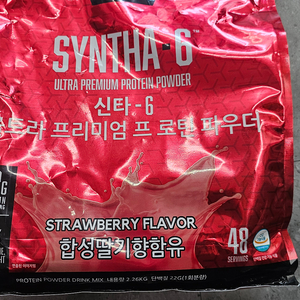 SYNTHA-6™
ULTRA PREMIUM PROTEIN POWDER
신타-6
울트라 프리미엄 프로틴 파우더
STRAWBERRY FLAVOR
합성딸기향함유
48
SERVINGS
PROTEIN POWDER DRINK MIX, 내용량 2.36KG 단백질 22G(1회분량)